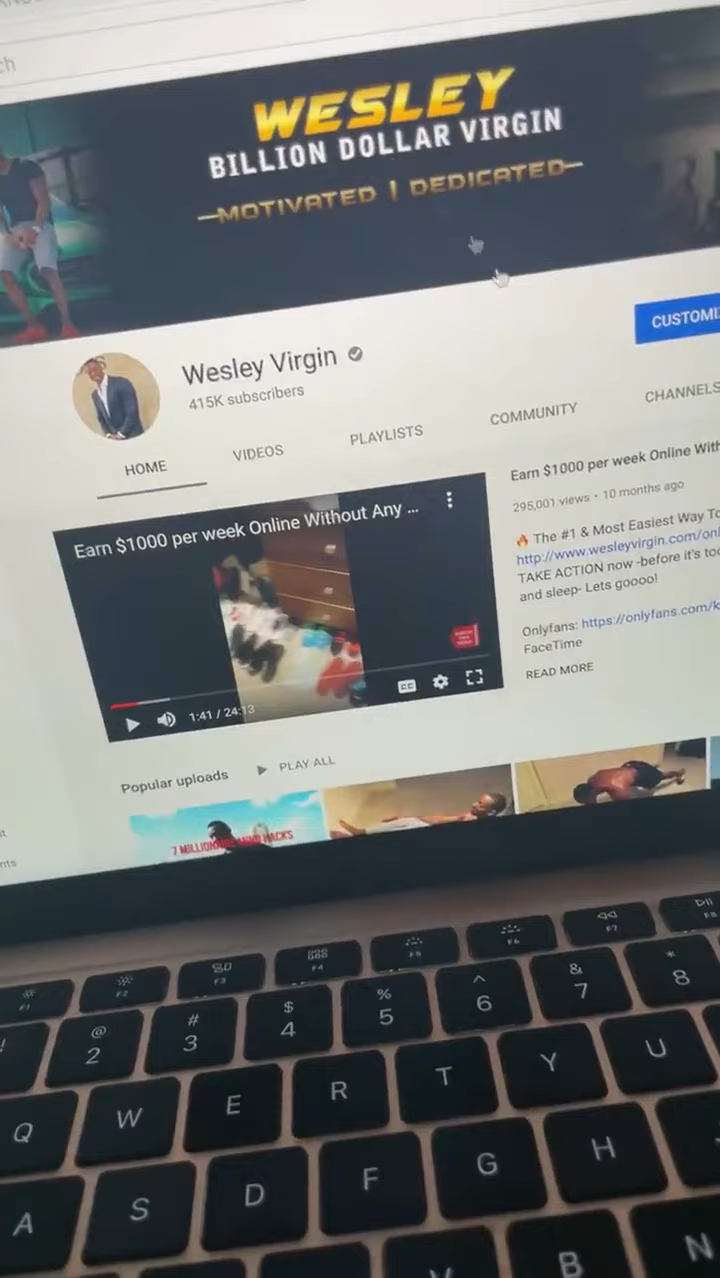 ch
WESLEY
BILLION DOLLAR VIRGIN
MOTIVATED | DEDICATED
CUSTOMI
Wesley Virgin
415K subscribers
HOME
VIDEOS
PLAYLISTS
COMMUNITY
CHANNELS
Earn $1000 per week Online Without Any ...
1:41 / 24:13
CC
Earn $1000 per week Online With
295,001 views • 10 months ago
🔥 The #1 & Most Easiest Way To
http://www.wesleyvirgin.com/onl
TAKE ACTION now -before it's too
and sleep- Lets goooo!
Onlyfans: https://onlyfans.com/k
FaceTime
READ MORE
Popular uploads
PLAY ALL
7 MILLIONAIRE MIND HACKS
nts
F1
F2
F3
F4
F5
F6
F7
F8
! @ 2 # 3 $ 4 % 5 ^ 6 & 7 * 8
Q W E R T Y U
A S D F G H
V B N